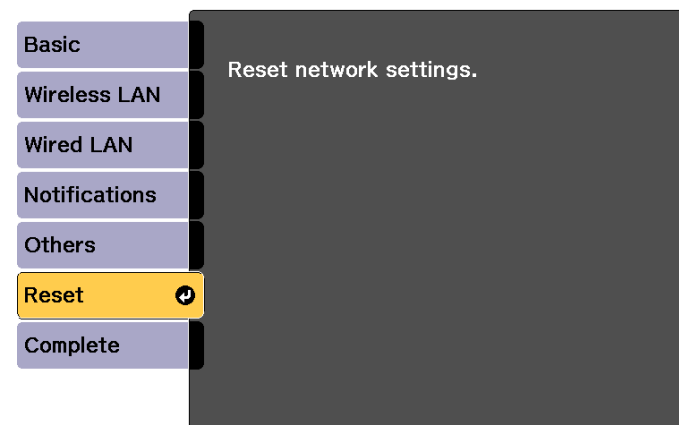 Basic
Wireless LAN
Wired LAN
Notifications
Others
Reset
Complete
Reset network settings.